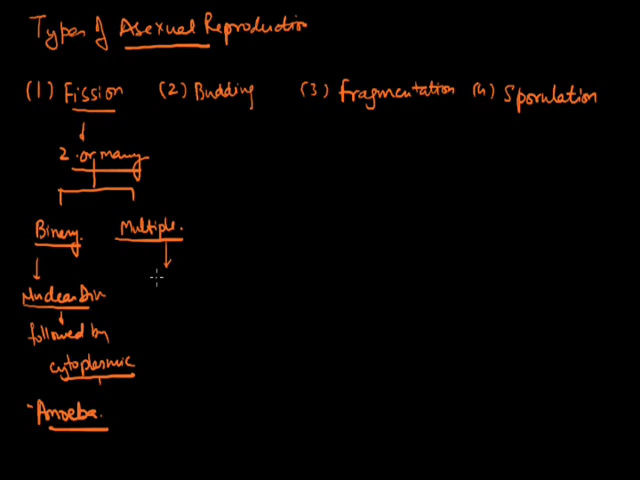 Types of Asexual Reproduction
(1) Fission (2) Budding (3) Fragmentation (4) Sporulation
2 or many
Binary. Multiple.
Nuclear Div
followed by
cytoplasmic
- Amoeba.